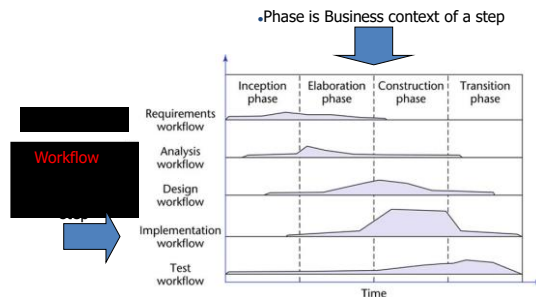 •Phase is Business context of a step
Inception phase
Elaboration phase
Construction phase
Transition phase
Requirements workflow
Workflow
Analysis workflow
Design workflow
Implementation workflow
Test workflow
Time